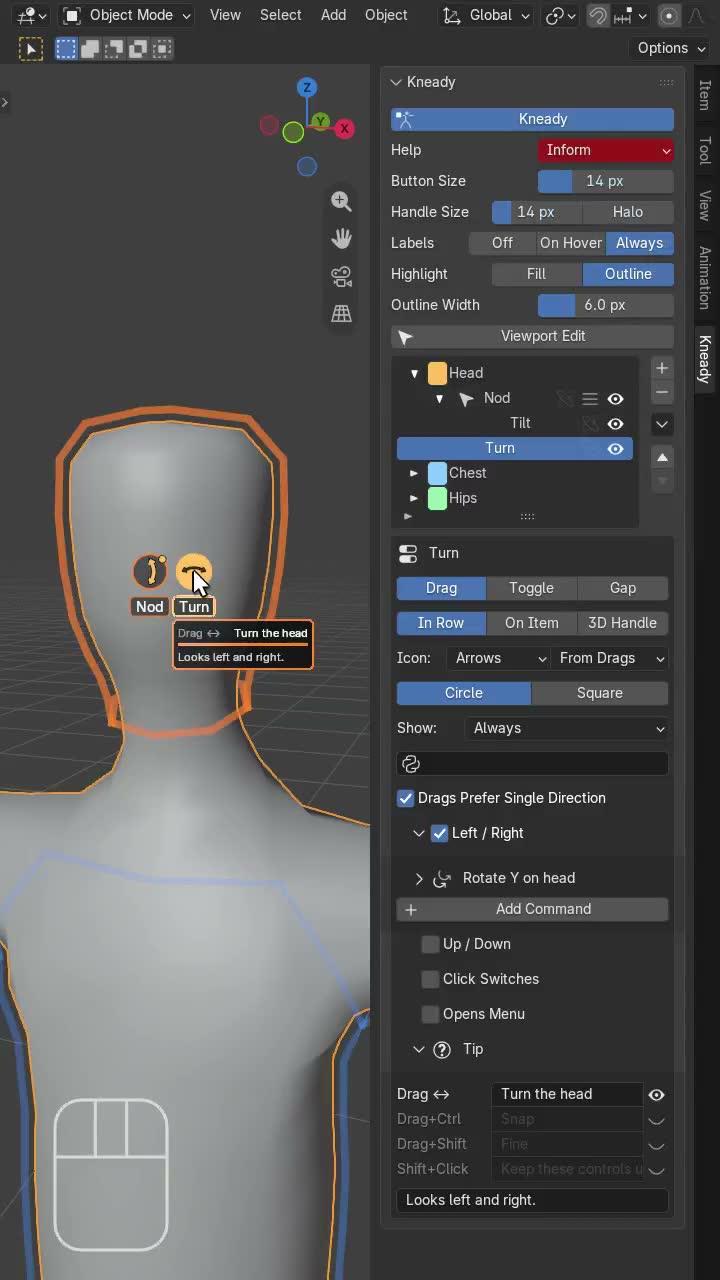 Object Mode View Select Add Object Global
Options
Z
Y
X
Kneady
Kneady
Help Inform
Button Size 14 px
Handle Size 14 px Halo
Labels Off On Hover Always
Highlight Fill Outline
Outline Width 6.0 px
Viewport Edit
Head
Nod
Tilt
Turn
Chest
Hips
Item
Tool
View
Animation
Kneady
Turn
Drag Toggle Gap
In Row On Item 3D Handle
Icon: Arrows From Drags
Circle Square
Show: Always
Drags Prefer Single Direction
Left / Right
Rotate Y on head
Add Command
Up / Down
Click Switches
Opens Menu
Tip
Drag ↔ Turn the head
Drag+Ctrl Snap
Drag+Shift Fine
Shift+Click Keep these controls u
Looks left and right.
Nod Turn
Drag ↔ Turn the head
Looks left and right.